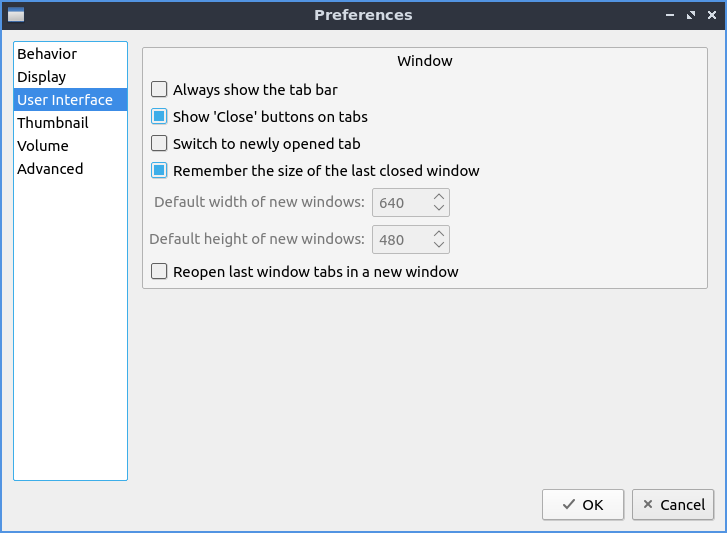 Preferences
Behavior
Display
User Interface
Thumbnail
Volume
Advanced
Window
Always show the tab bar
Show 'Close' buttons on tabs
Switch to newly opened tab
Remember the size of the last closed window
Default width of new windows: 640
Default height of new windows: 480
Reopen last window tabs in a new window
OK Cancel